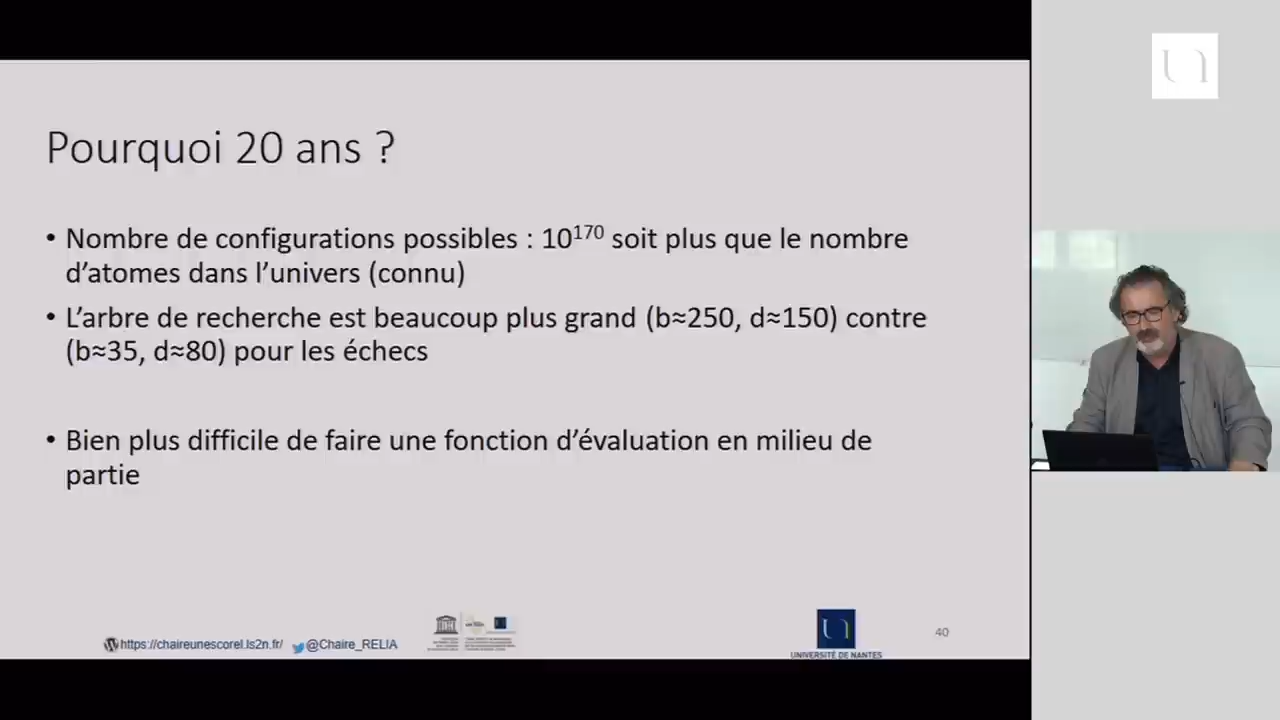 Pourquoi 20 ans ?
• Nombre de configurations possibles : 10¹⁷⁰ soit plus que le nombre
d’atomes dans l’univers (connu)
• L’arbre de recherche est beaucoup plus grand (b≈250, d≈150) contre
(b≈35, d≈80) pour les échecs
• Bien plus difficile de faire une fonction d’évaluation en milieu de
partie
https://chaireunescorel.ls2n.fr/ @Chaire_RELIA
UNIVERSITÉ DE NANTES
40